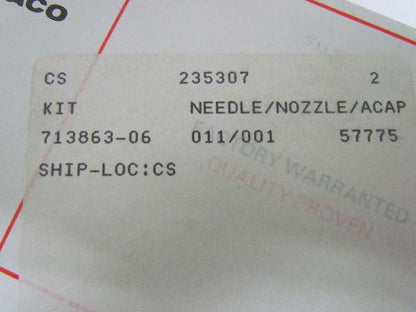 CS 235307 2
KIT NEEDLE/NOZZLE/ACAP
713863-06 011/001 57775
SHIP-LOC:CS
FACTORY WARRANTED
QUALITY PROVEN